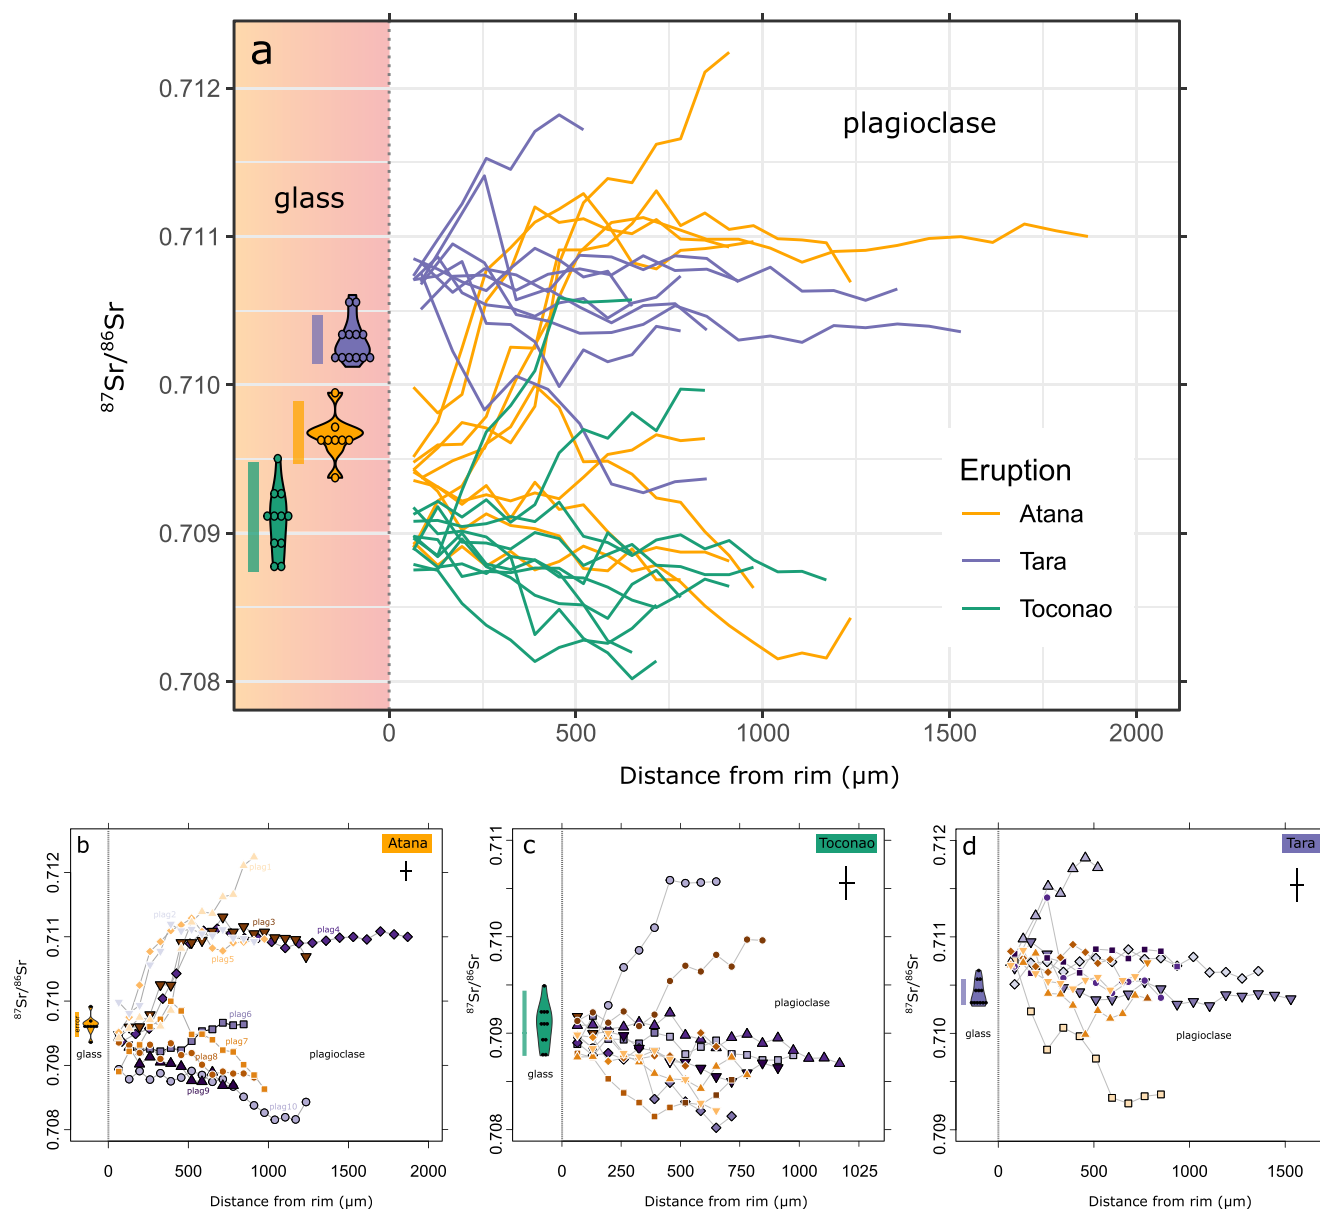 a
glass
plagioclase
0.712
0.711
0.710
0.709
0.708
87Sr/86Sr
Eruption
Atana
Tara
Toconao
0
500
1000
1500
2000
Distance from rim (µm)
b
Atana
0.712
0.711
0.710
0.709
0.708
87Sr/86Sr
plag1
plag2
plag3
plag4
plag5
plag6
plag7
plag8
plag9
plag10
error
glass
plagioclase
0
500
1000
1500
2000
Distance from rim (µm)
c
Toconao
0.711
0.710
0.709
0.708
87Sr/86Sr
glass
plagioclase
0
250
500
750
1000
1025
Distance from rim (µm)
d
Tara
0.712
0.711
0.710
0.709
87Sr/86Sr
glass
plagioclase
0
500
1000
1500
Distance from rim (µm)